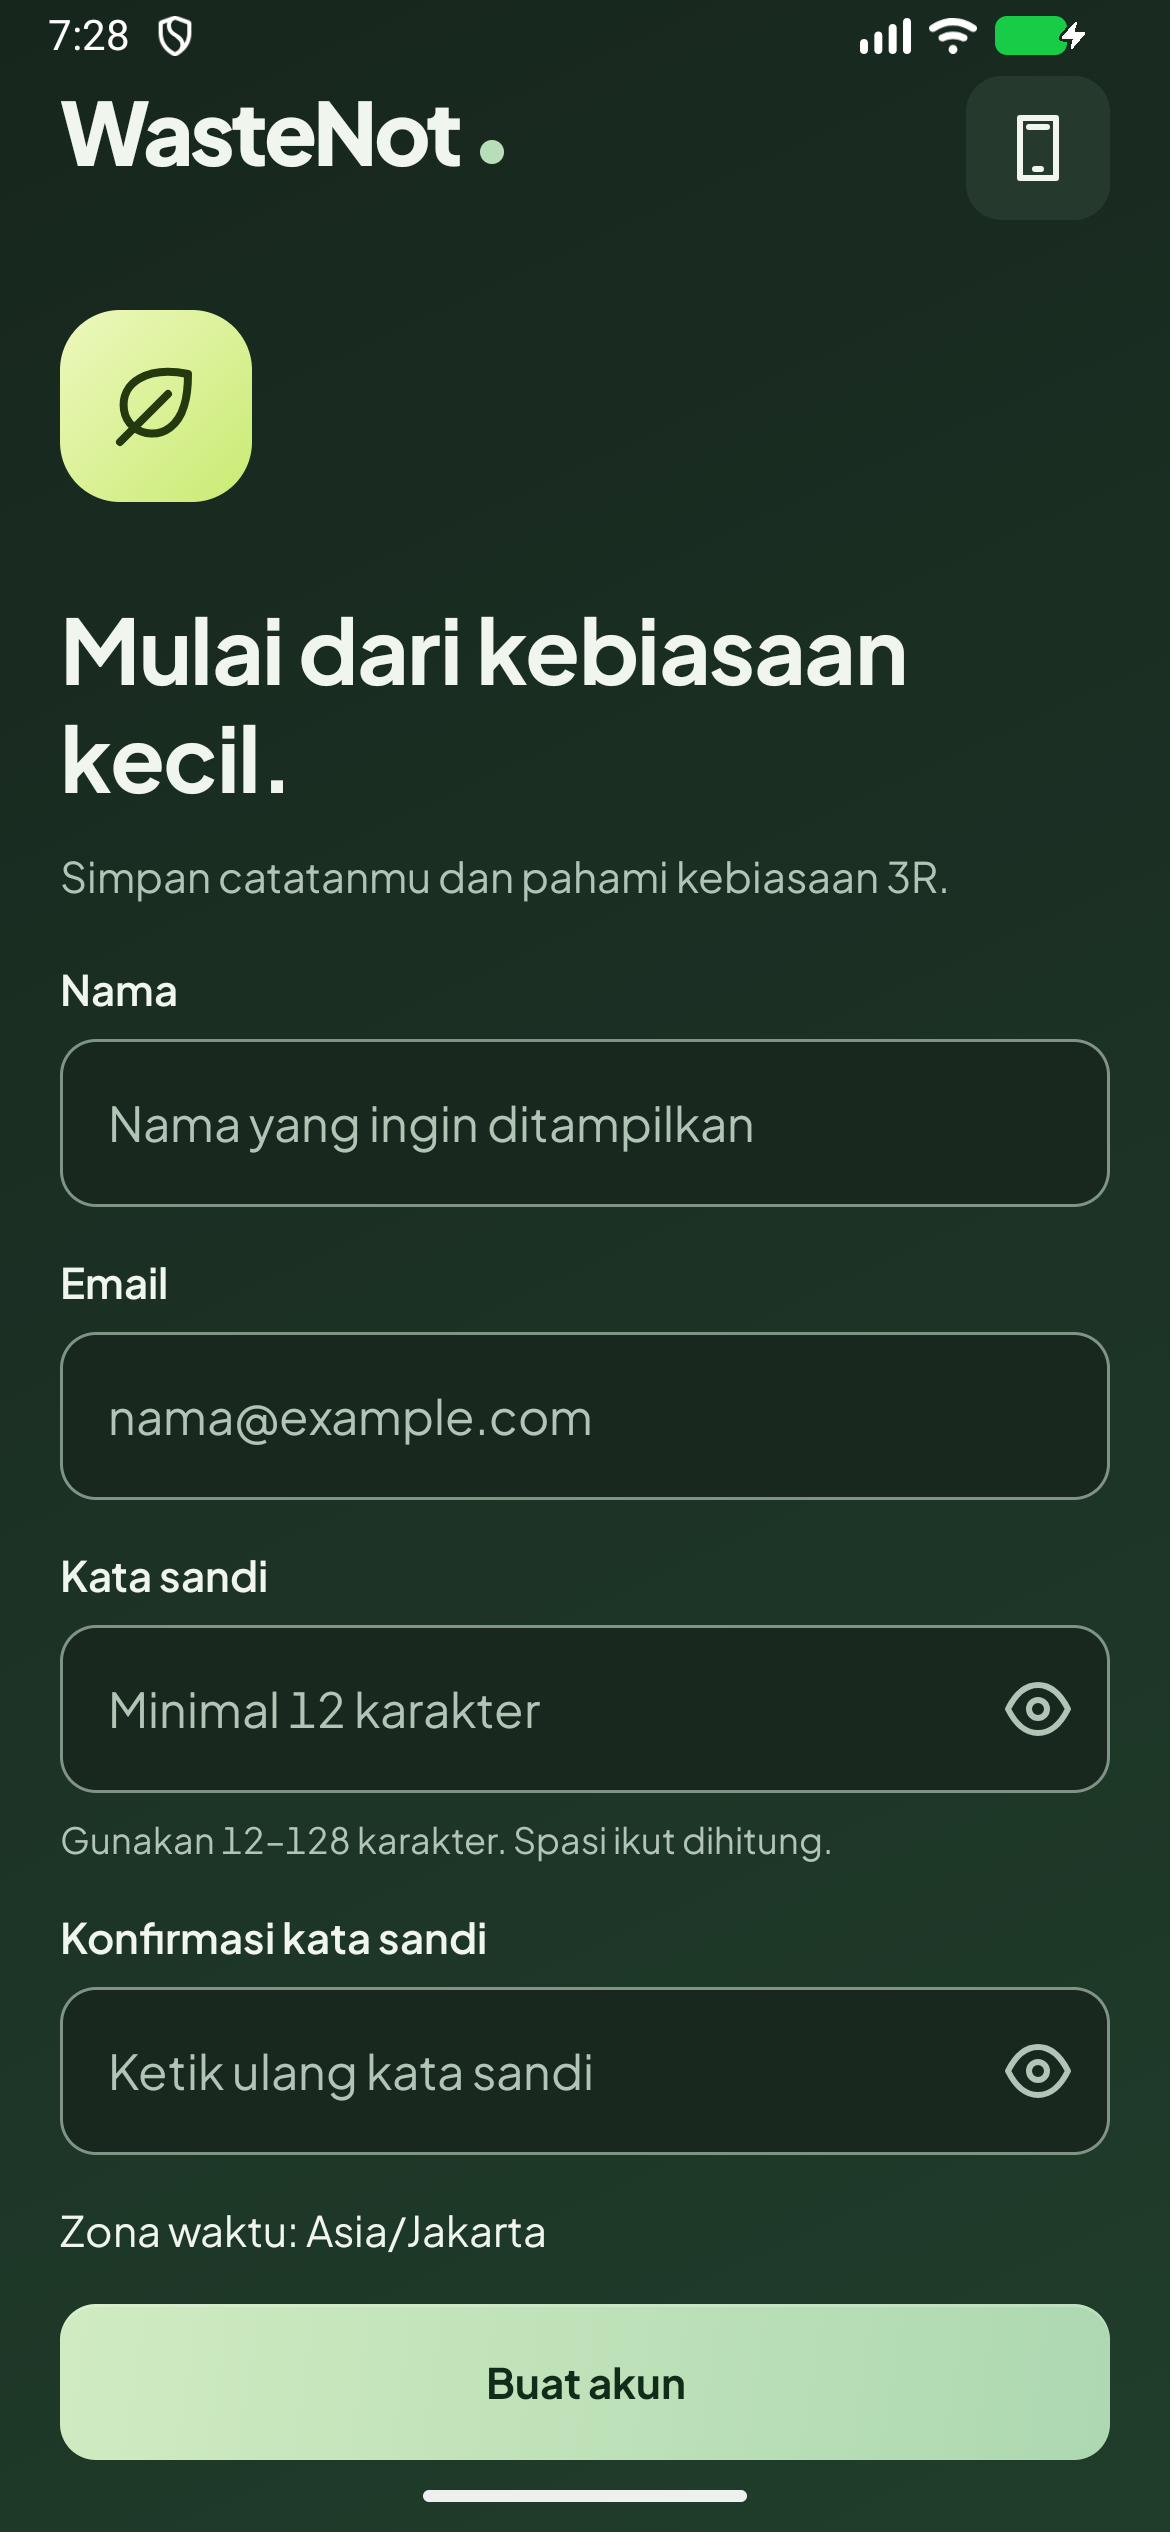 7:28
WasteNot
Mulai dari kebiasaan
kecil.
Simpan catatanmu dan pahami kebiasaan 3R.
Nama
Nama yang ingin ditampilkan
Email
nama@example.com
Kata sandi
Minimal 12 karakter
Gunakan 12–128 karakter. Spasi ikut dihitung.
Konfirmasi kata sandi
Ketik ulang kata sandi
Zona waktu: Asia/Jakarta
Buat akun